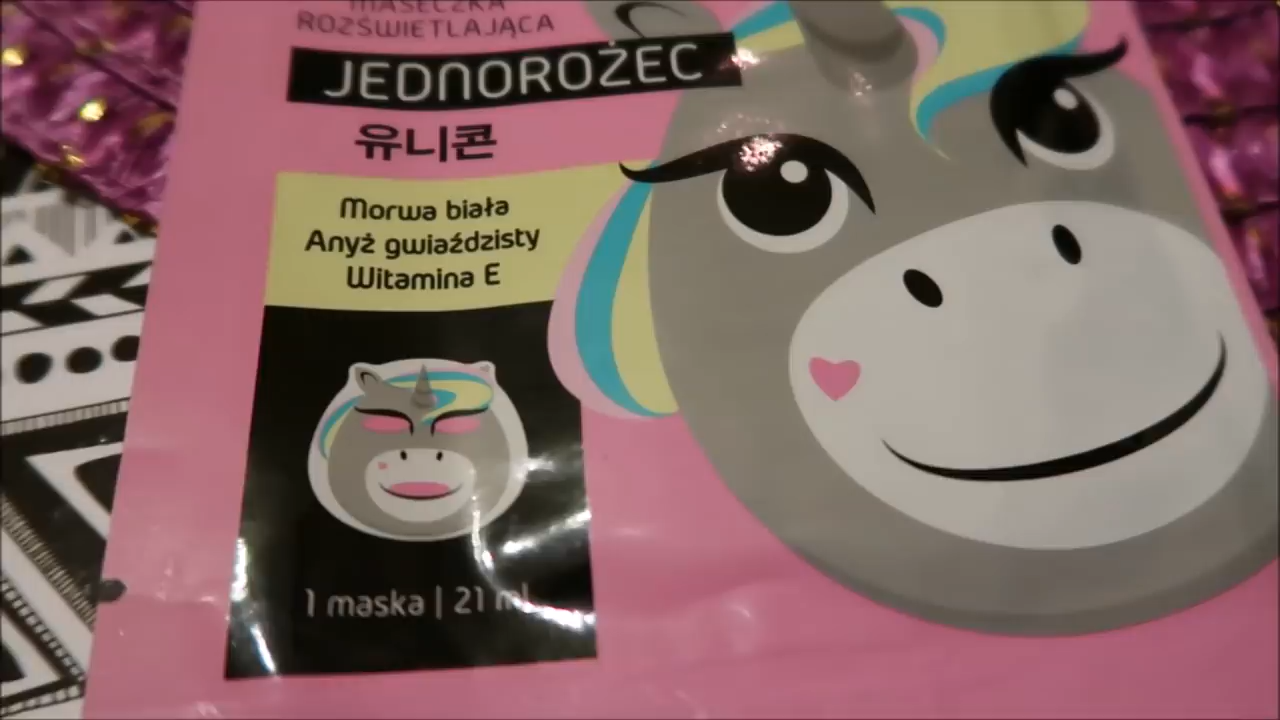 MASECZKA
ROZŚWIETLAJĄCA
JEDNOROŻEC
유니콘
Morwa biała
Anyż gwiaździsty
Witamina E
1 maska | 21 ml